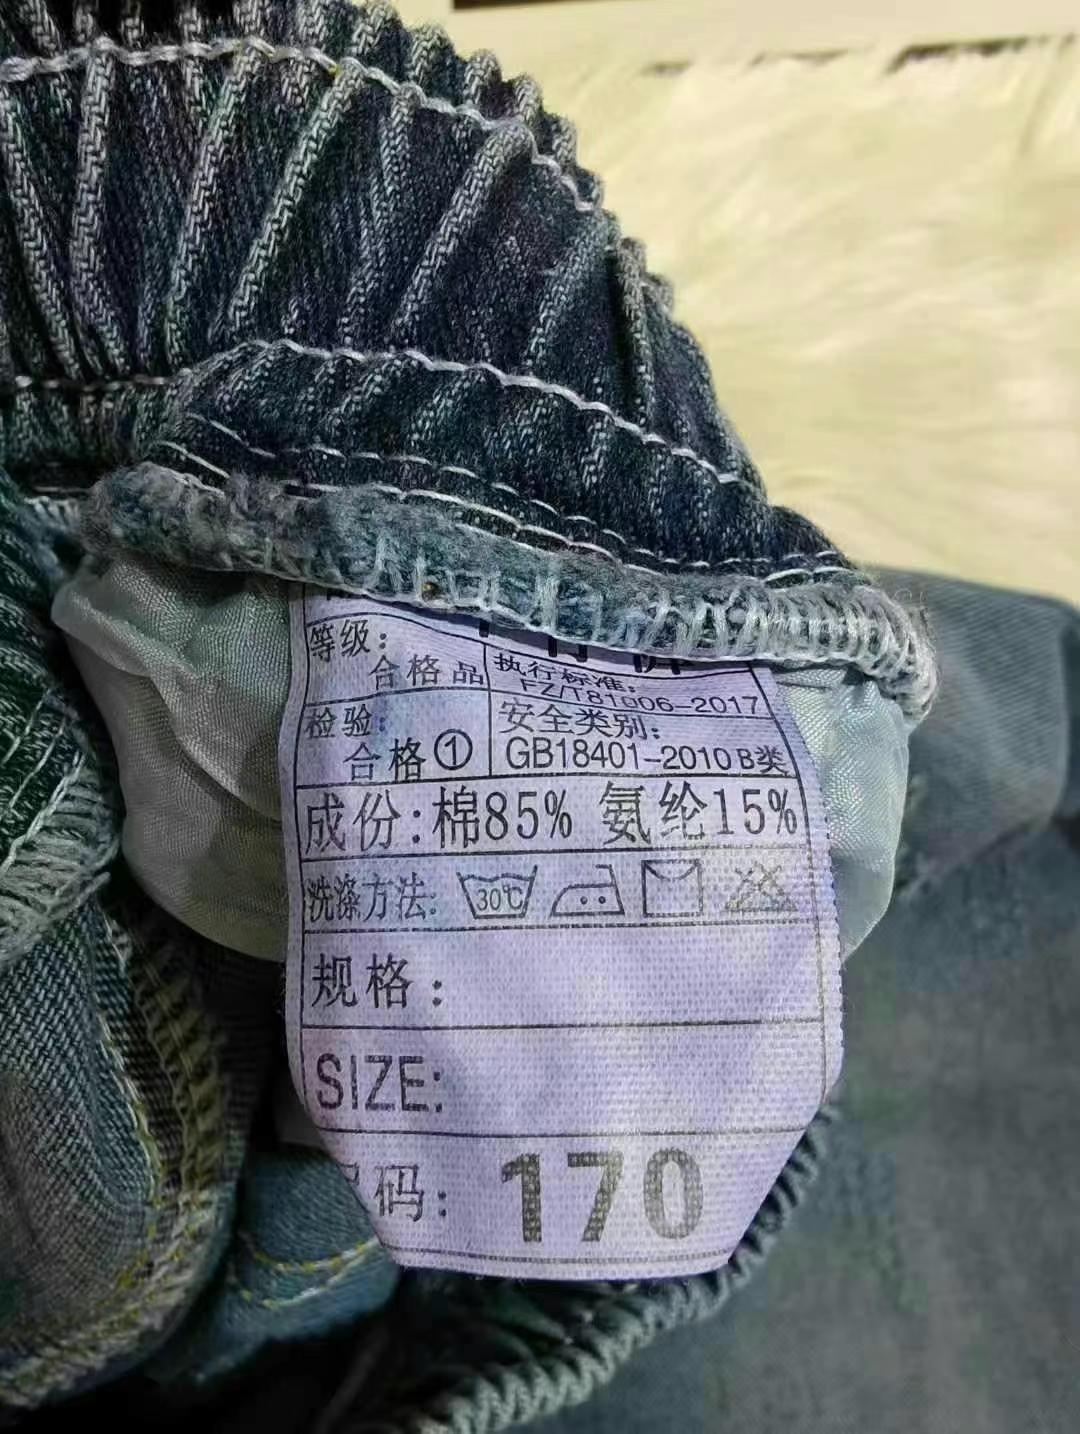 等级:
合格品
执行标准:
FZ/T81006-2017
检验:
合格①
安全类别:
GB18401-2010 B类
成份:棉85% 氨纶15%
洗涤方法: 30℃
规格:
SIZE:
码: 170